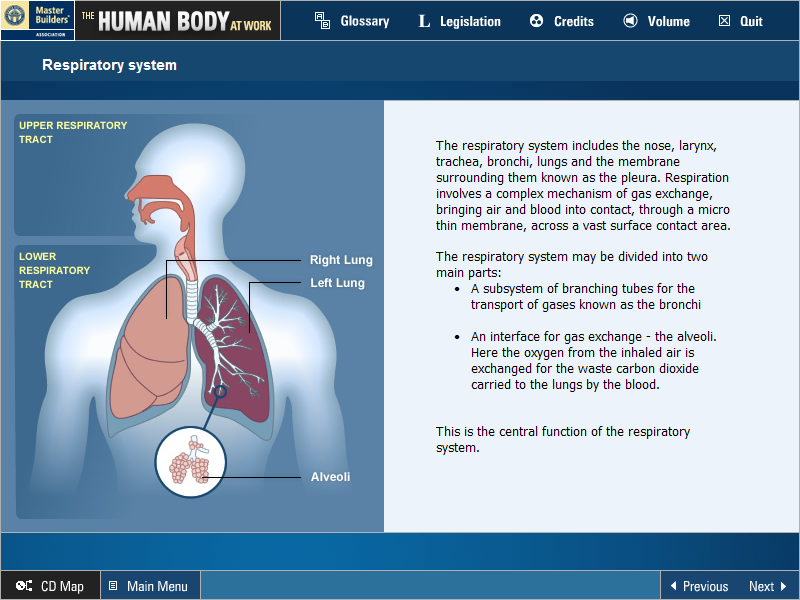 Master
Builders'
ASSOCIATION
THE HUMAN BODY AT WORK
Glossary
Legislation
Credits
Volume
Quit
Respiratory system
UPPER RESPIRATORY
TRACT
LOWER
RESPIRATORY
TRACT
Right Lung
Left Lung
Alveoli
The respiratory system includes the nose, larynx,
trachea, bronchi, lungs and the membrane
surrounding them known as the pleura. Respiration
involves a complex mechanism of gas exchange,
bringing air and blood into contact, through a micro
thin membrane, across a vast surface contact area.
The respiratory system may be divided into two
main parts:
• A subsystem of branching tubes for the
transport of gases known as the bronchi
• An interface for gas exchange - the alveoli.
Here the oxygen from the inhaled air is
exchanged for the waste carbon dioxide
carried to the lungs by the blood.
This is the central function of the respiratory
system.
CD Map
Main Menu
Previous
Next